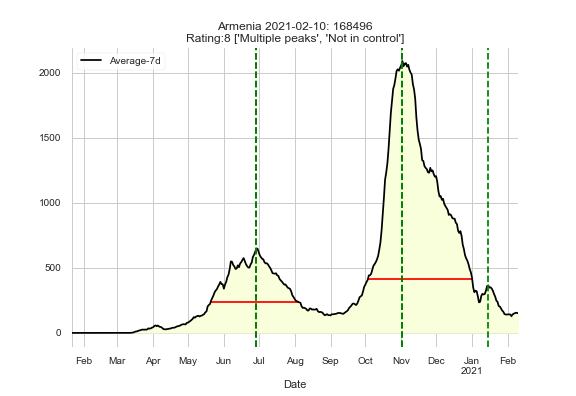 Armenia 2021-02-10: 168496
Rating:8 ['Multiple peaks', 'Not in control']
Average-7d
2000
1500
1000
500
0
Feb Mar Apr May Jun Jul Aug Sep Oct Nov Dec Jan Feb
2021
Date